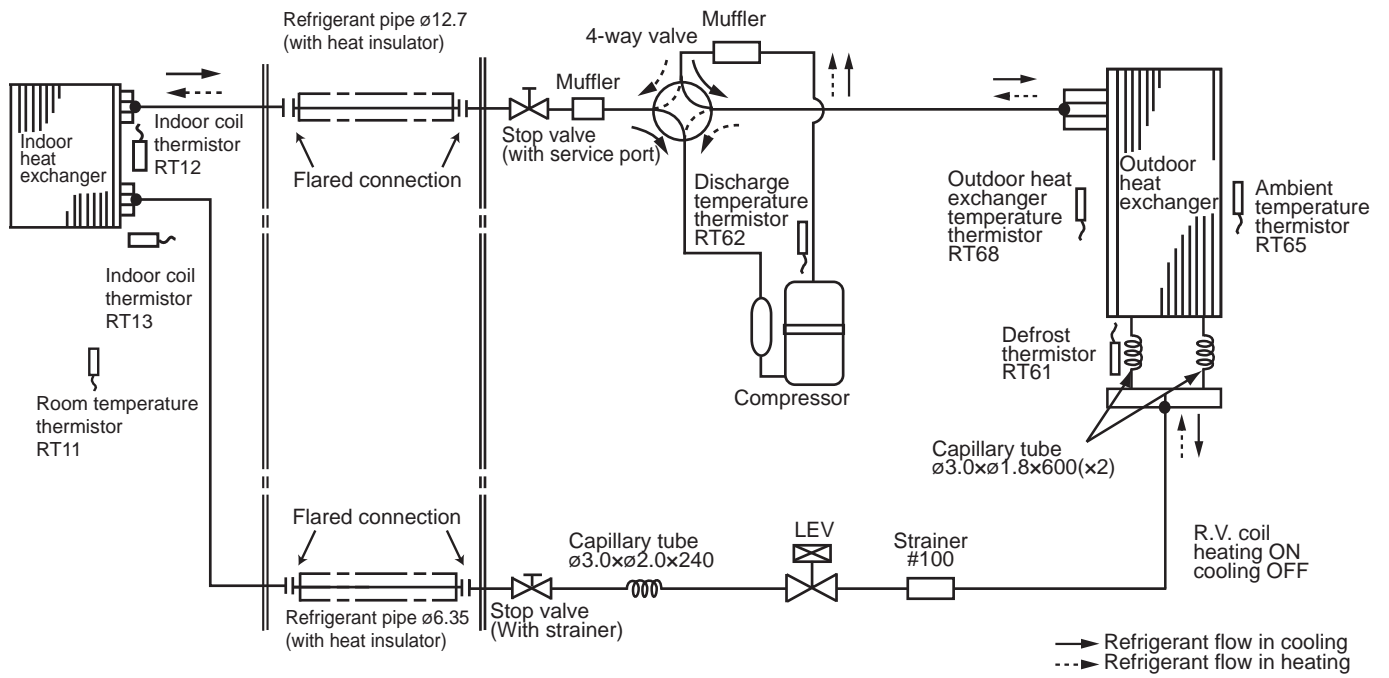 Refrigerant pipe ø12.7
(with heat insulator)
Muffler
4-way valve
Muffler
Indoor
heat
exchanger
Indoor coil
thermistor
RT12
Flared connection
Stop valve
(with service port)
Discharge
temperature
thermistor
RT62
Outdoor heat
exchanger
temperature
thermistor
RT68
Outdoor
heat
exchanger
Ambient
temperature
thermistor
RT65
Indoor coil
thermistor
RT13
Room temperature
thermistor
RT11
Compressor
Defrost
thermistor
RT61
Capillary tube
ø3.0×ø1.8×600(×2)
Flared connection
Refrigerant pipe ø6.35
(with heat insulator)
Stop valve
(With strainer)
Capillary tube
ø3.0×ø2.0×240
LEV
Strainer
#100
R.V. coil
heating ON
cooling OFF
Refrigerant flow in cooling
Refrigerant flow in heating